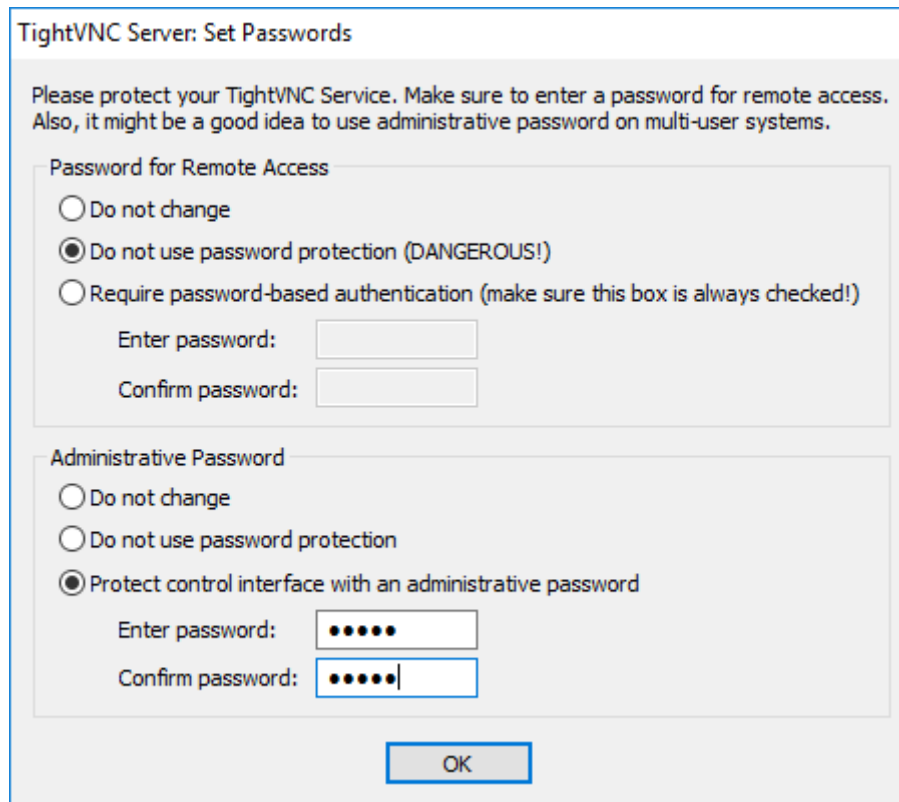 TightVNC Server: Set Passwords
Please protect your TightVNC Service. Make sure to enter a password for remote access.
Also, it might be a good idea to use administrative password on multi-user systems.
Password for Remote Access
Do not change
Do not use password protection (DANGEROUS!)
Require password-based authentication (make sure this box is always checked!)
Enter password:
Confirm password:
Administrative Password
Do not change
Do not use password protection
Protect control interface with an administrative password
Enter password: •••••
Confirm password: •••••
OK